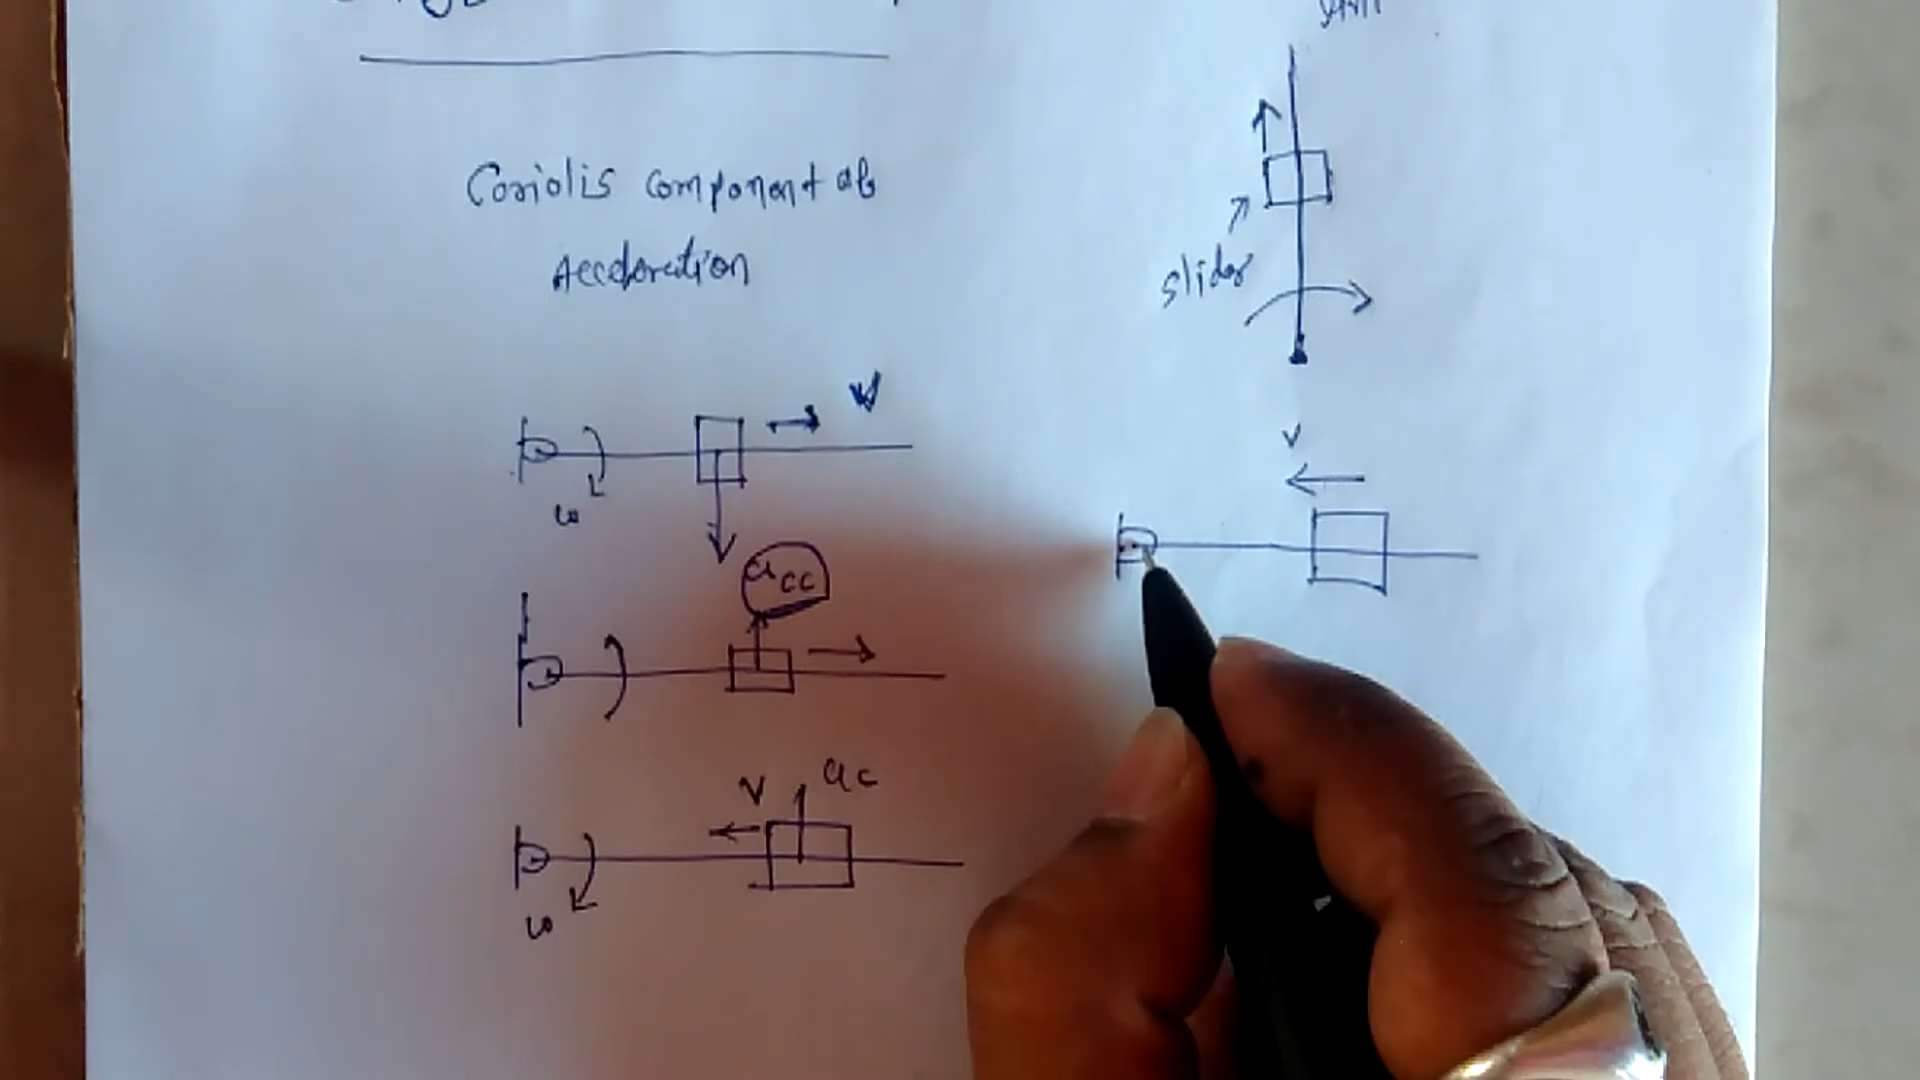 Coriolis component of
Acceleration
slider
V
ω
acc
V ac
ω
V